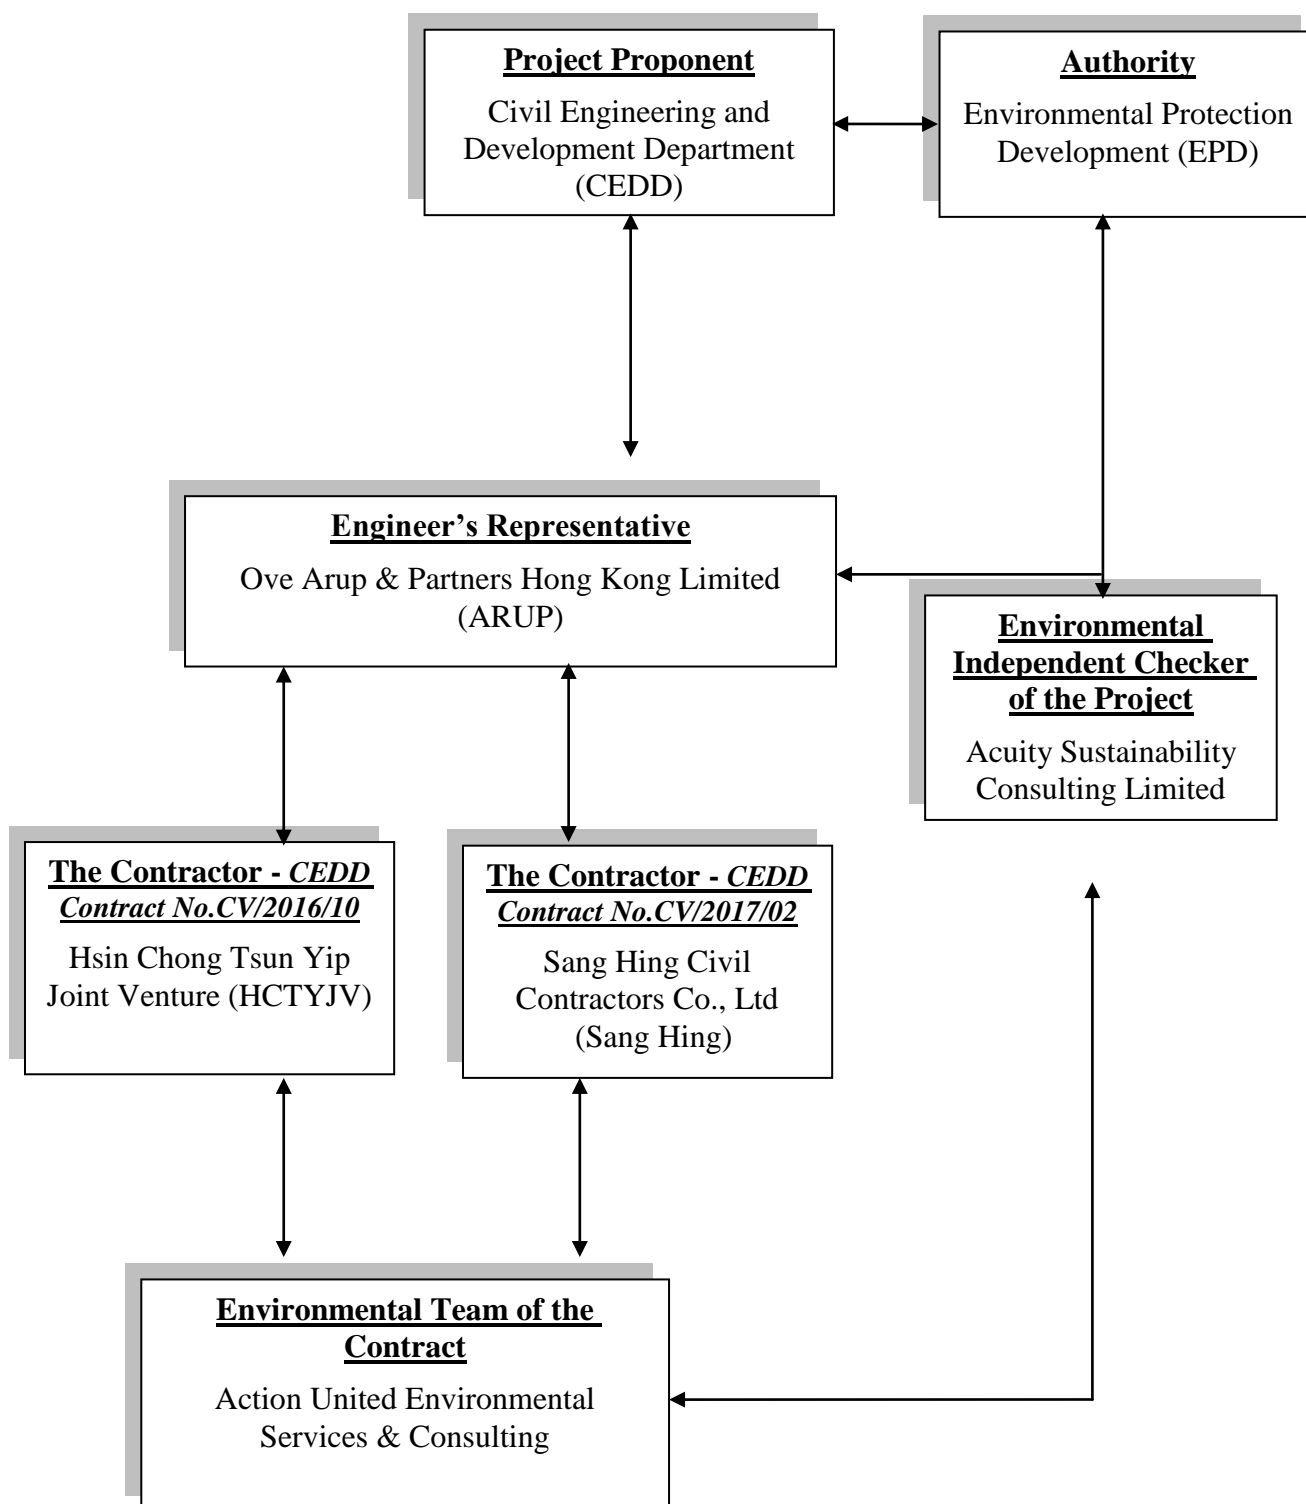 Project Proponent
Civil Engineering and
Development Department
(CEDD)
Authority
Environmental Protection
Development (EPD)
Engineer’s Representative
Ove Arup & Partners Hong Kong Limited
(ARUP)
Environmental
Independent Checker
of the Project
Acuity Sustainability
Consulting Limited
The Contractor - CEDD
Contract No.CV/2016/10
Hsin Chong Tsun Yip
Joint Venture (HCTYJV)
The Contractor - CEDD
Contract No.CV/2017/02
Sang Hing Civil
Contractors Co., Ltd
(Sang Hing)
Environmental Team of the
Contract
Action United Environmental
Services & Consulting